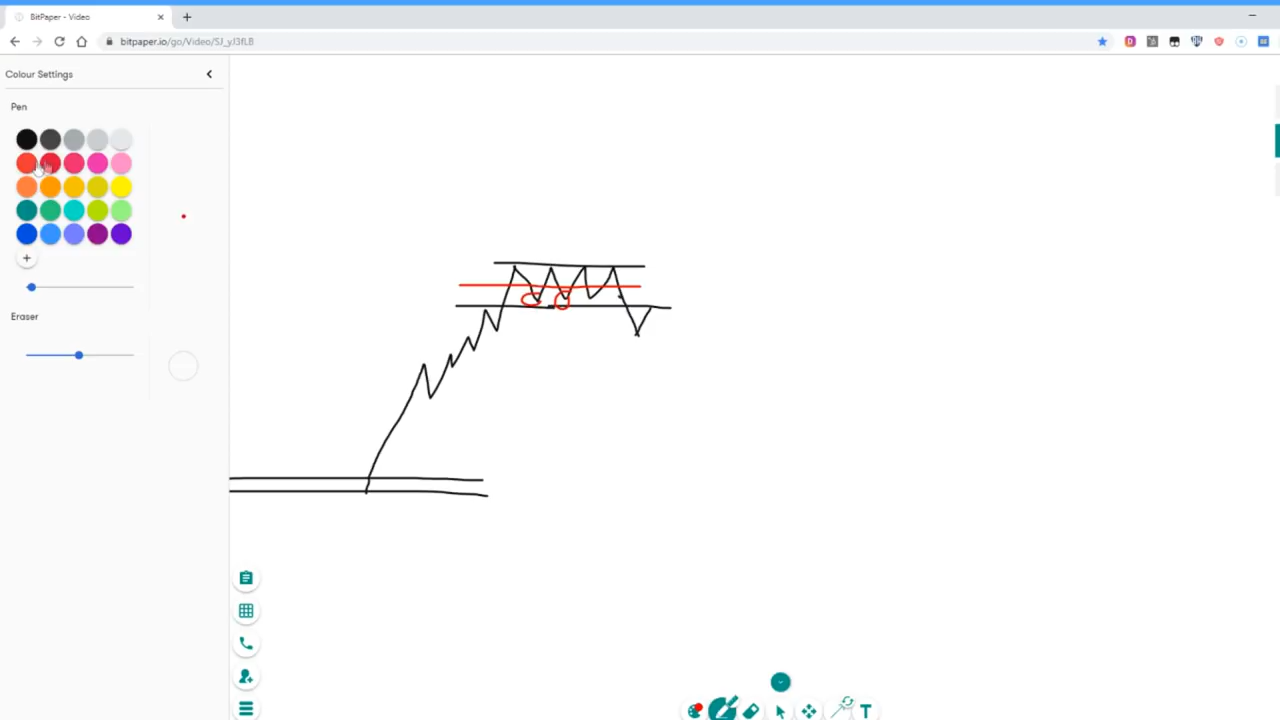 BitPaper - Video
bitpaper.io/go/Video/SJ_yJ3fLB
Colour Settings
Pen
Eraser
T